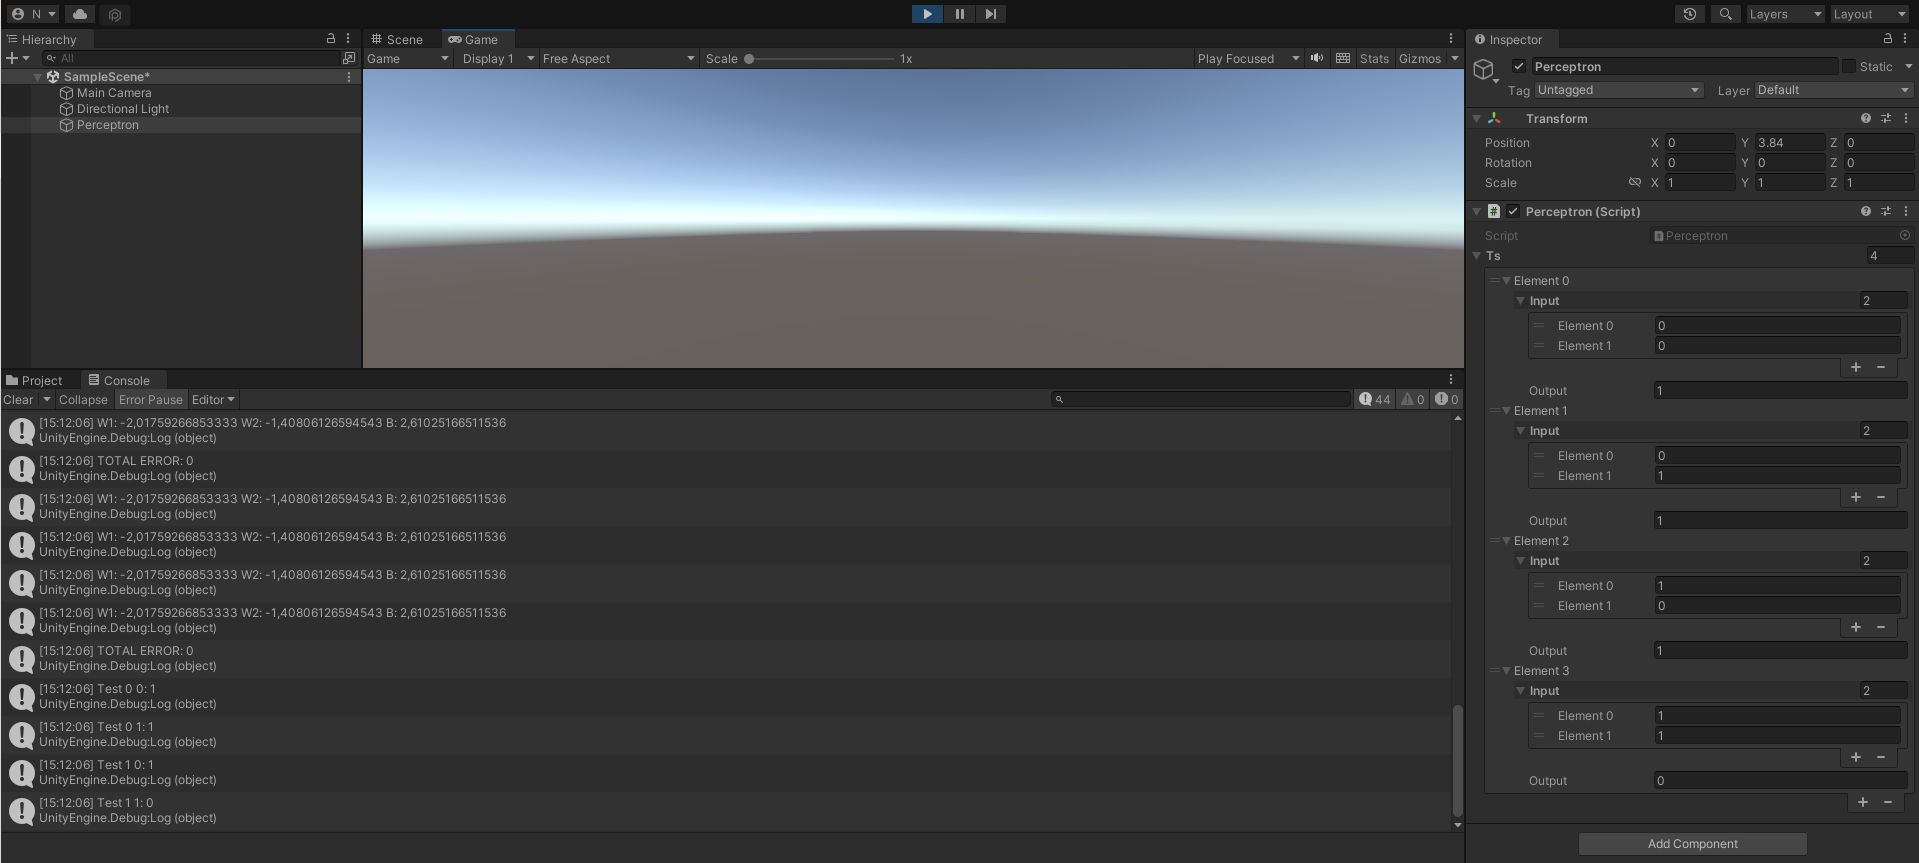 N
Layers
Layout
Hierarchy
All
SampleScene*
Main Camera
Directional Light
Perceptron
Scene
Game
Game
Display 1
Free Aspect
Scale
1x
Play Focused
Stats
Gizmos
Project
Console
Clear
Collapse
Error Pause
Editor
44
0
0
[15:12:06] W1: -2,01759266853333 W2: -1,40806126594543 B: 2,61025166511536
UnityEngine.Debug:Log (object)
[15:12:06] TOTAL ERROR: 0
UnityEngine.Debug:Log (object)
[15:12:06] W1: -2,01759266853333 W2: -1,40806126594543 B: 2,61025166511536
UnityEngine.Debug:Log (object)
[15:12:06] W1: -2,01759266853333 W2: -1,40806126594543 B: 2,61025166511536
UnityEngine.Debug:Log (object)
[15:12:06] W1: -2,01759266853333 W2: -1,40806126594543 B: 2,61025166511536
UnityEngine.Debug:Log (object)
[15:12:06] W1: -2,01759266853333 W2: -1,40806126594543 B: 2,61025166511536
UnityEngine.Debug:Log (object)
[15:12:06] TOTAL ERROR: 0
UnityEngine.Debug:Log (object)
[15:12:06] Test 0 0: 1
UnityEngine.Debug:Log (object)
[15:12:06] Test 0 1: 1
UnityEngine.Debug:Log (object)
[15:12:06] Test 1 0: 1
UnityEngine.Debug:Log (object)
[15:12:06] Test 1 1: 0
UnityEngine.Debug:Log (object)
Inspector
Perceptron
Static
Tag Untagged
Layer Default
Transform
Position X 0 Y 3.84 Z 0
Rotation X 0 Y 0 Z 0
Scale X 1 Y 1 Z 1
Perceptron (Script)
Script Perceptron
Ts 4
Element 0
Input 2
Element 0 0
Element 1 0
Output 1
Element 1
Input 2
Element 0 0
Element 1 1
Output 1
Element 2
Input 2
Element 0 1
Element 1 0
Output 1
Element 3
Input 2
Element 0 1
Element 1 1
Output 0
Add Component